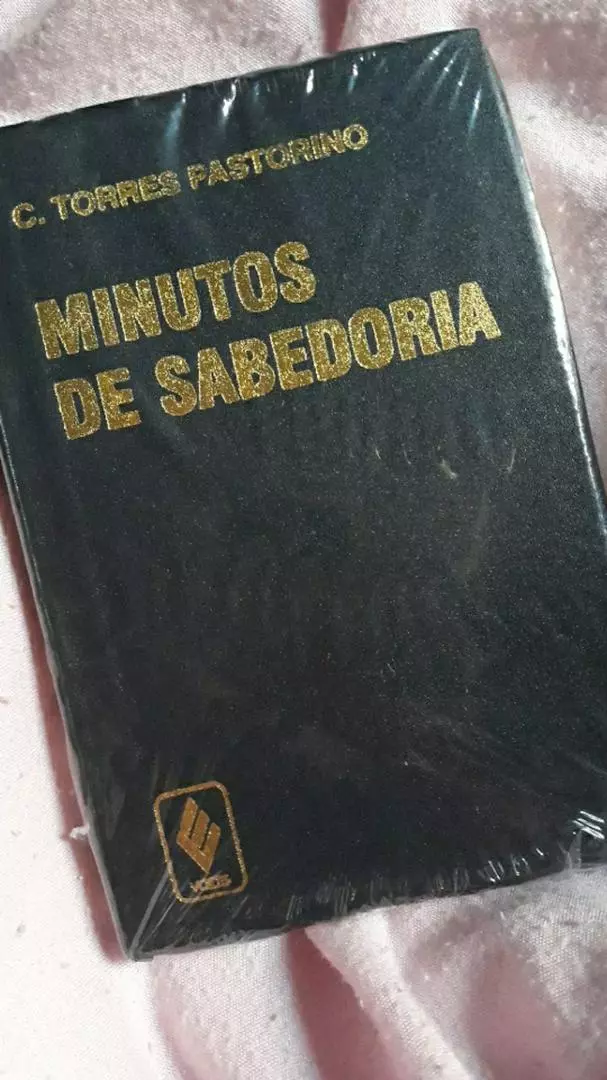 C. TORRES PASTORINO
MINUTOS
DE SABEDORIA
VOZES